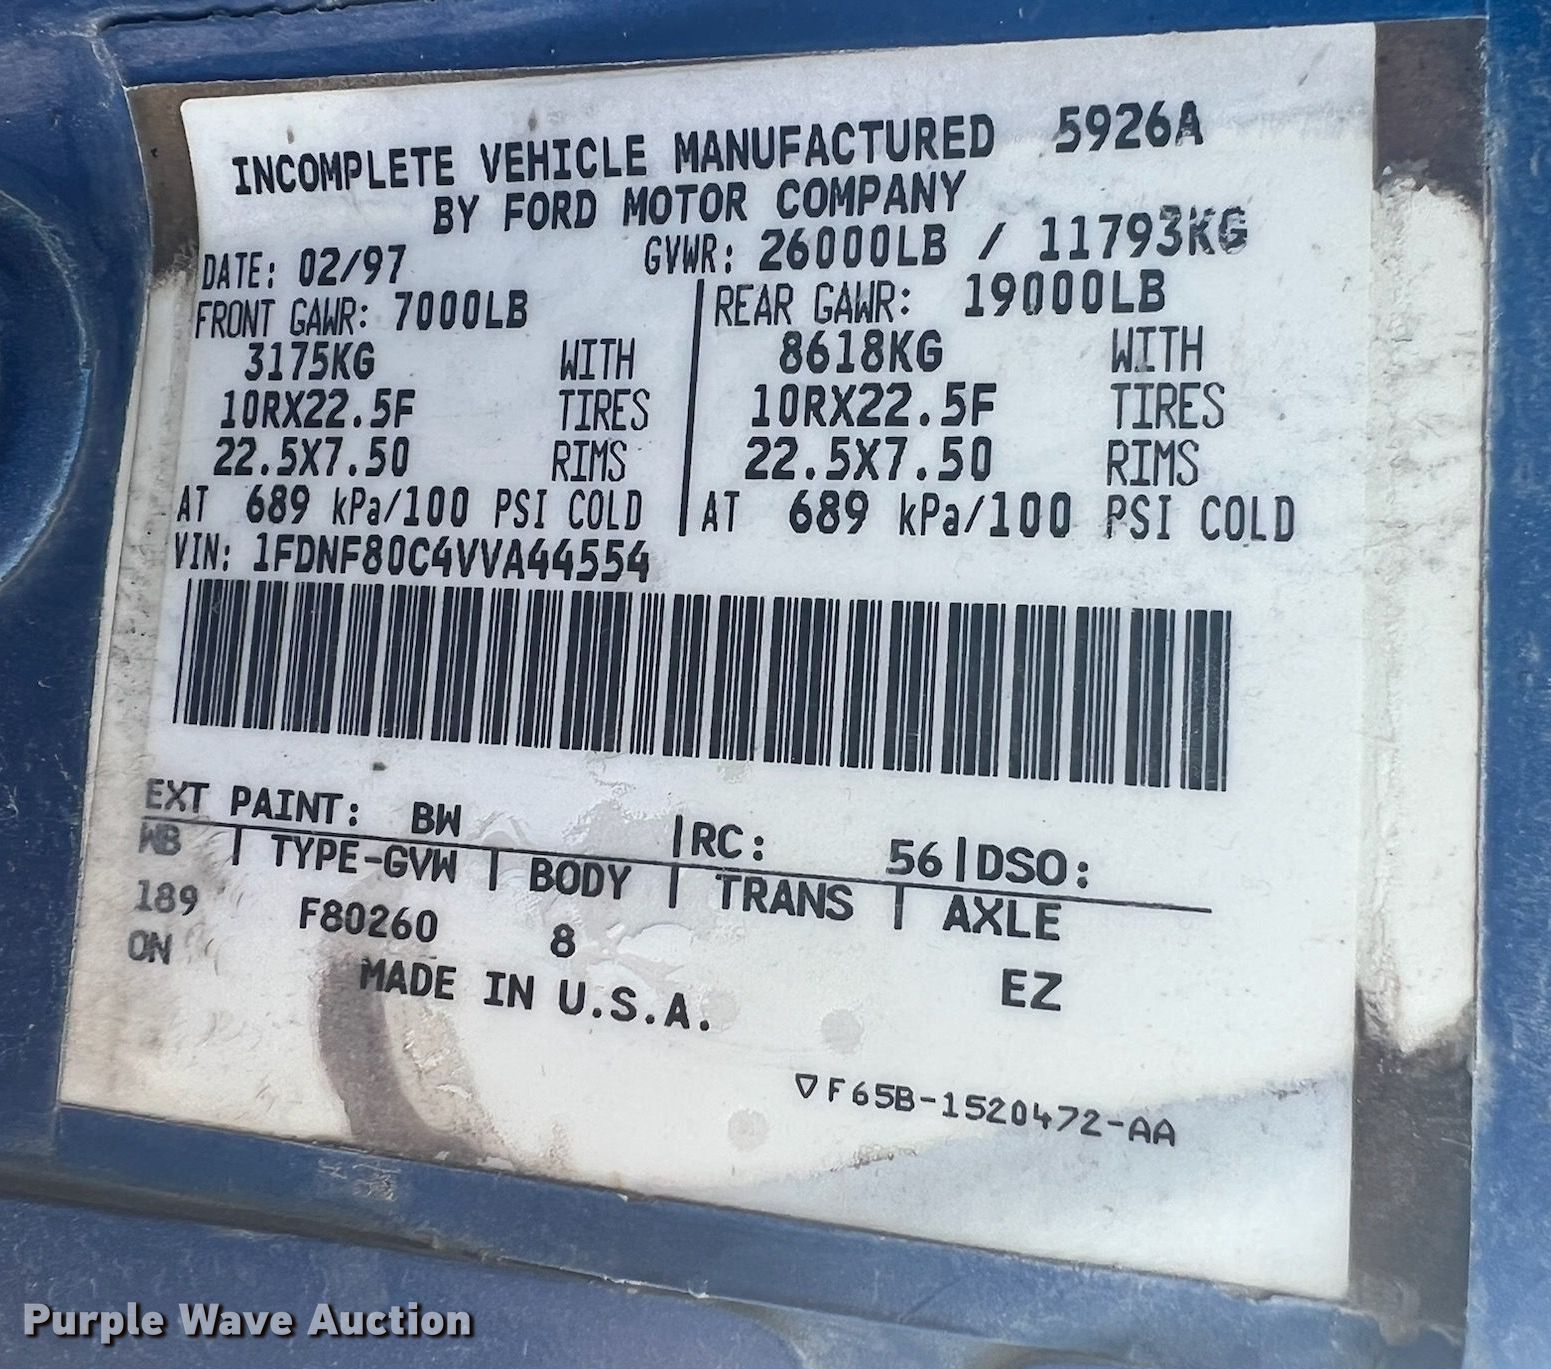 INCOMPLETE VEHICLE MANUFACTURED 5926A
BY FORD MOTOR COMPANY
DATE: 02/97 GVWR: 26000LB / 11793KG
FRONT GAWR: 7000LB REAR GAWR: 19000LB
3175KG WITH 8618KG WITH
10RX22.5F TIRES 10RX22.5F TIRES
22.5X7.50 RIMS 22.5X7.50 RIMS
AT 689 kPa/100 PSI COLD AT 689 kPa/100 PSI COLD
VIN: 1FDNF80C4VVA44554
EXT PAINT: BW RC: 56 DSO:
WB TYPE-GVW BODY TRANS AXLE
189 F80260 8 EZ
ON
MADE IN U.S.A.
F65B-1520472-AA
Purple Wave Auction